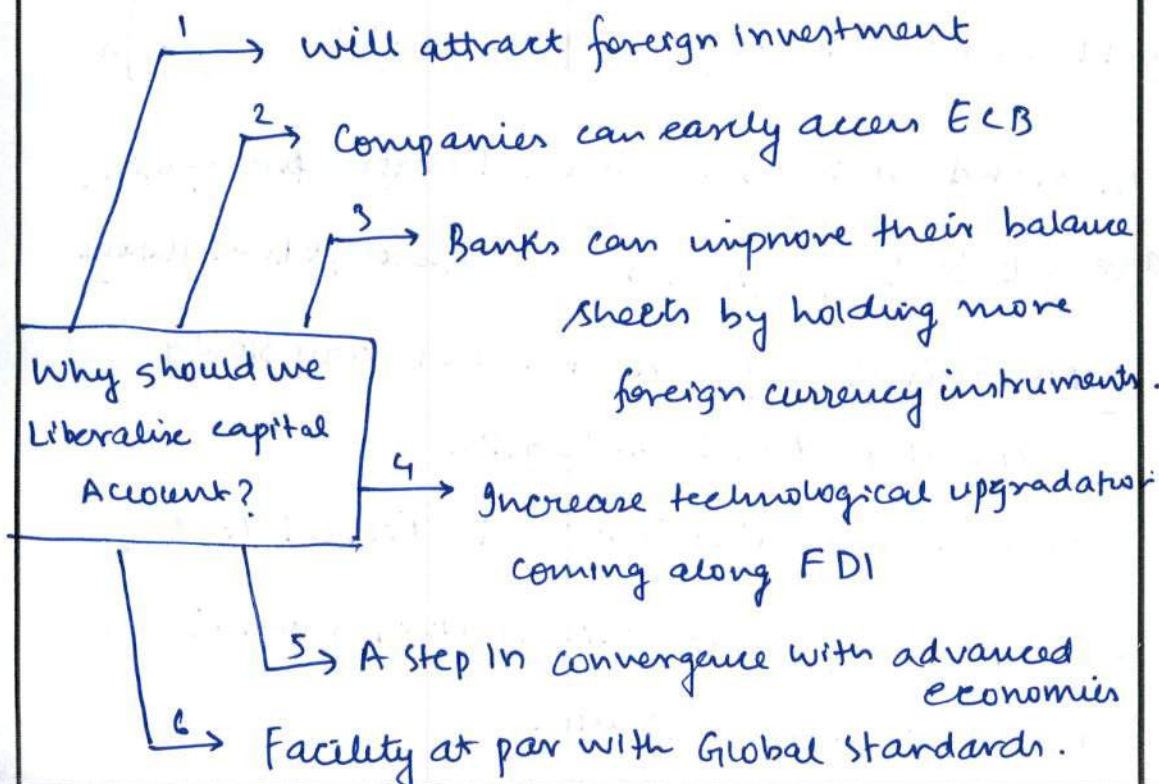 1 → will attract foreign investment
2 → Companies can easily access ECB
3 → Banks can improve their balance
sheets by holding more
foreign currency instruments.
Why should we
Liberalise capital
Account?
4 → Increase technological upgradation
coming along FDI
5 → A step In convergence with advanced
economies
6 → Facility at par with Global standards.